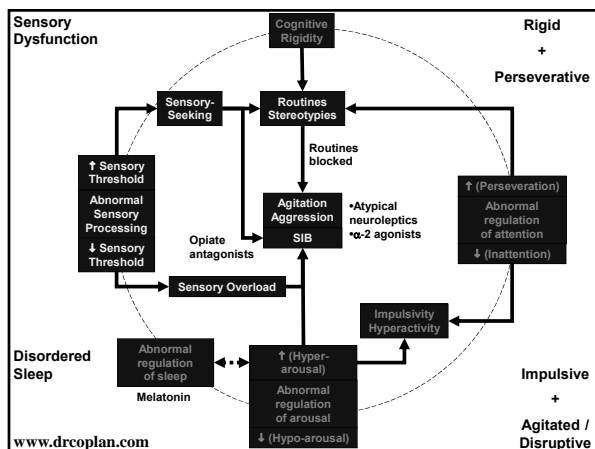 Sensory
Dysfunction
Cognitive
Rigidity
Rigid
+
Perseverative
Sensory-
Seeking
Routines
Stereotypies
Routines
blocked
↑ Sensory
Threshold
Abnormal
Sensory
Processing
↓ Sensory
Threshold
Agitation
Aggression
SIB
•Atypical
neuroleptics
•α-2 agonists
↑ (Perseveration)
Abnormal
regulation
of attention
↓ (Inattention)
Opiate
antagonists
Sensory Overload
Impulsivity
Hyperactivity
Disordered
Sleep
Abnormal
regulation
of sleep
Melatonin
↑ (Hyper-
arousal)
Abnormal
regulation
of arousal
↓ (Hypo-arousal)
Impulsive
+
Agitated /
Disruptive
www.drcoplan.com